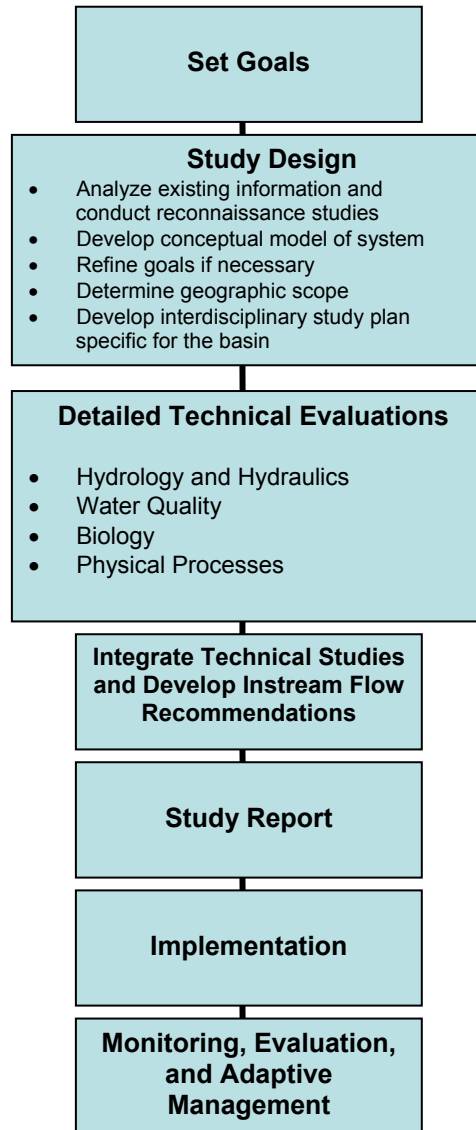 Set Goals
Study Design
• Analyze existing information and
conduct reconnaissance studies
• Develop conceptual model of system
• Refine goals if necessary
• Determine geographic scope
• Develop interdisciplinary study plan
specific for the basin
Detailed Technical Evaluations
• Hydrology and Hydraulics
• Water Quality
• Biology
• Physical Processes
Integrate Technical Studies
and Develop Instream Flow
Recommendations
Study Report
Implementation
Monitoring, Evaluation,
and Adaptive
Management